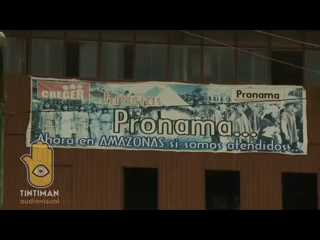 CRECER
Gracias
Pronama
Pronama...
Ahora en AMAZONAS si somos atendidos...
TINTIMAN
audiovisual